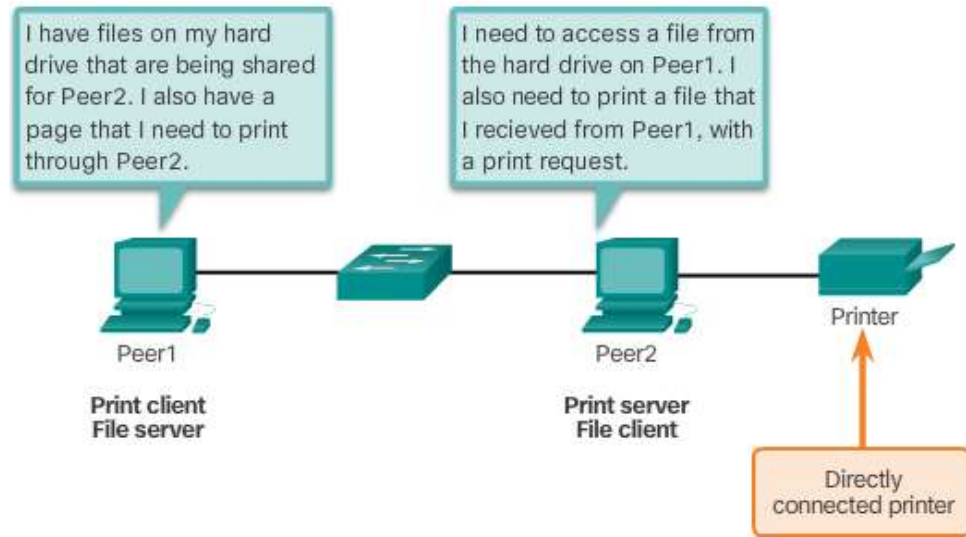 I have files on my hard
drive that are being shared
for Peer2. I also have a
page that I need to print
through Peer2.
I need to access a file from
the hard drive on Peer1. I
also need to print a file that
I recieved from Peer1, with
a print request.
Peer1
Print client
File server
Peer2
Print server
File client
Printer
Directly
connected printer